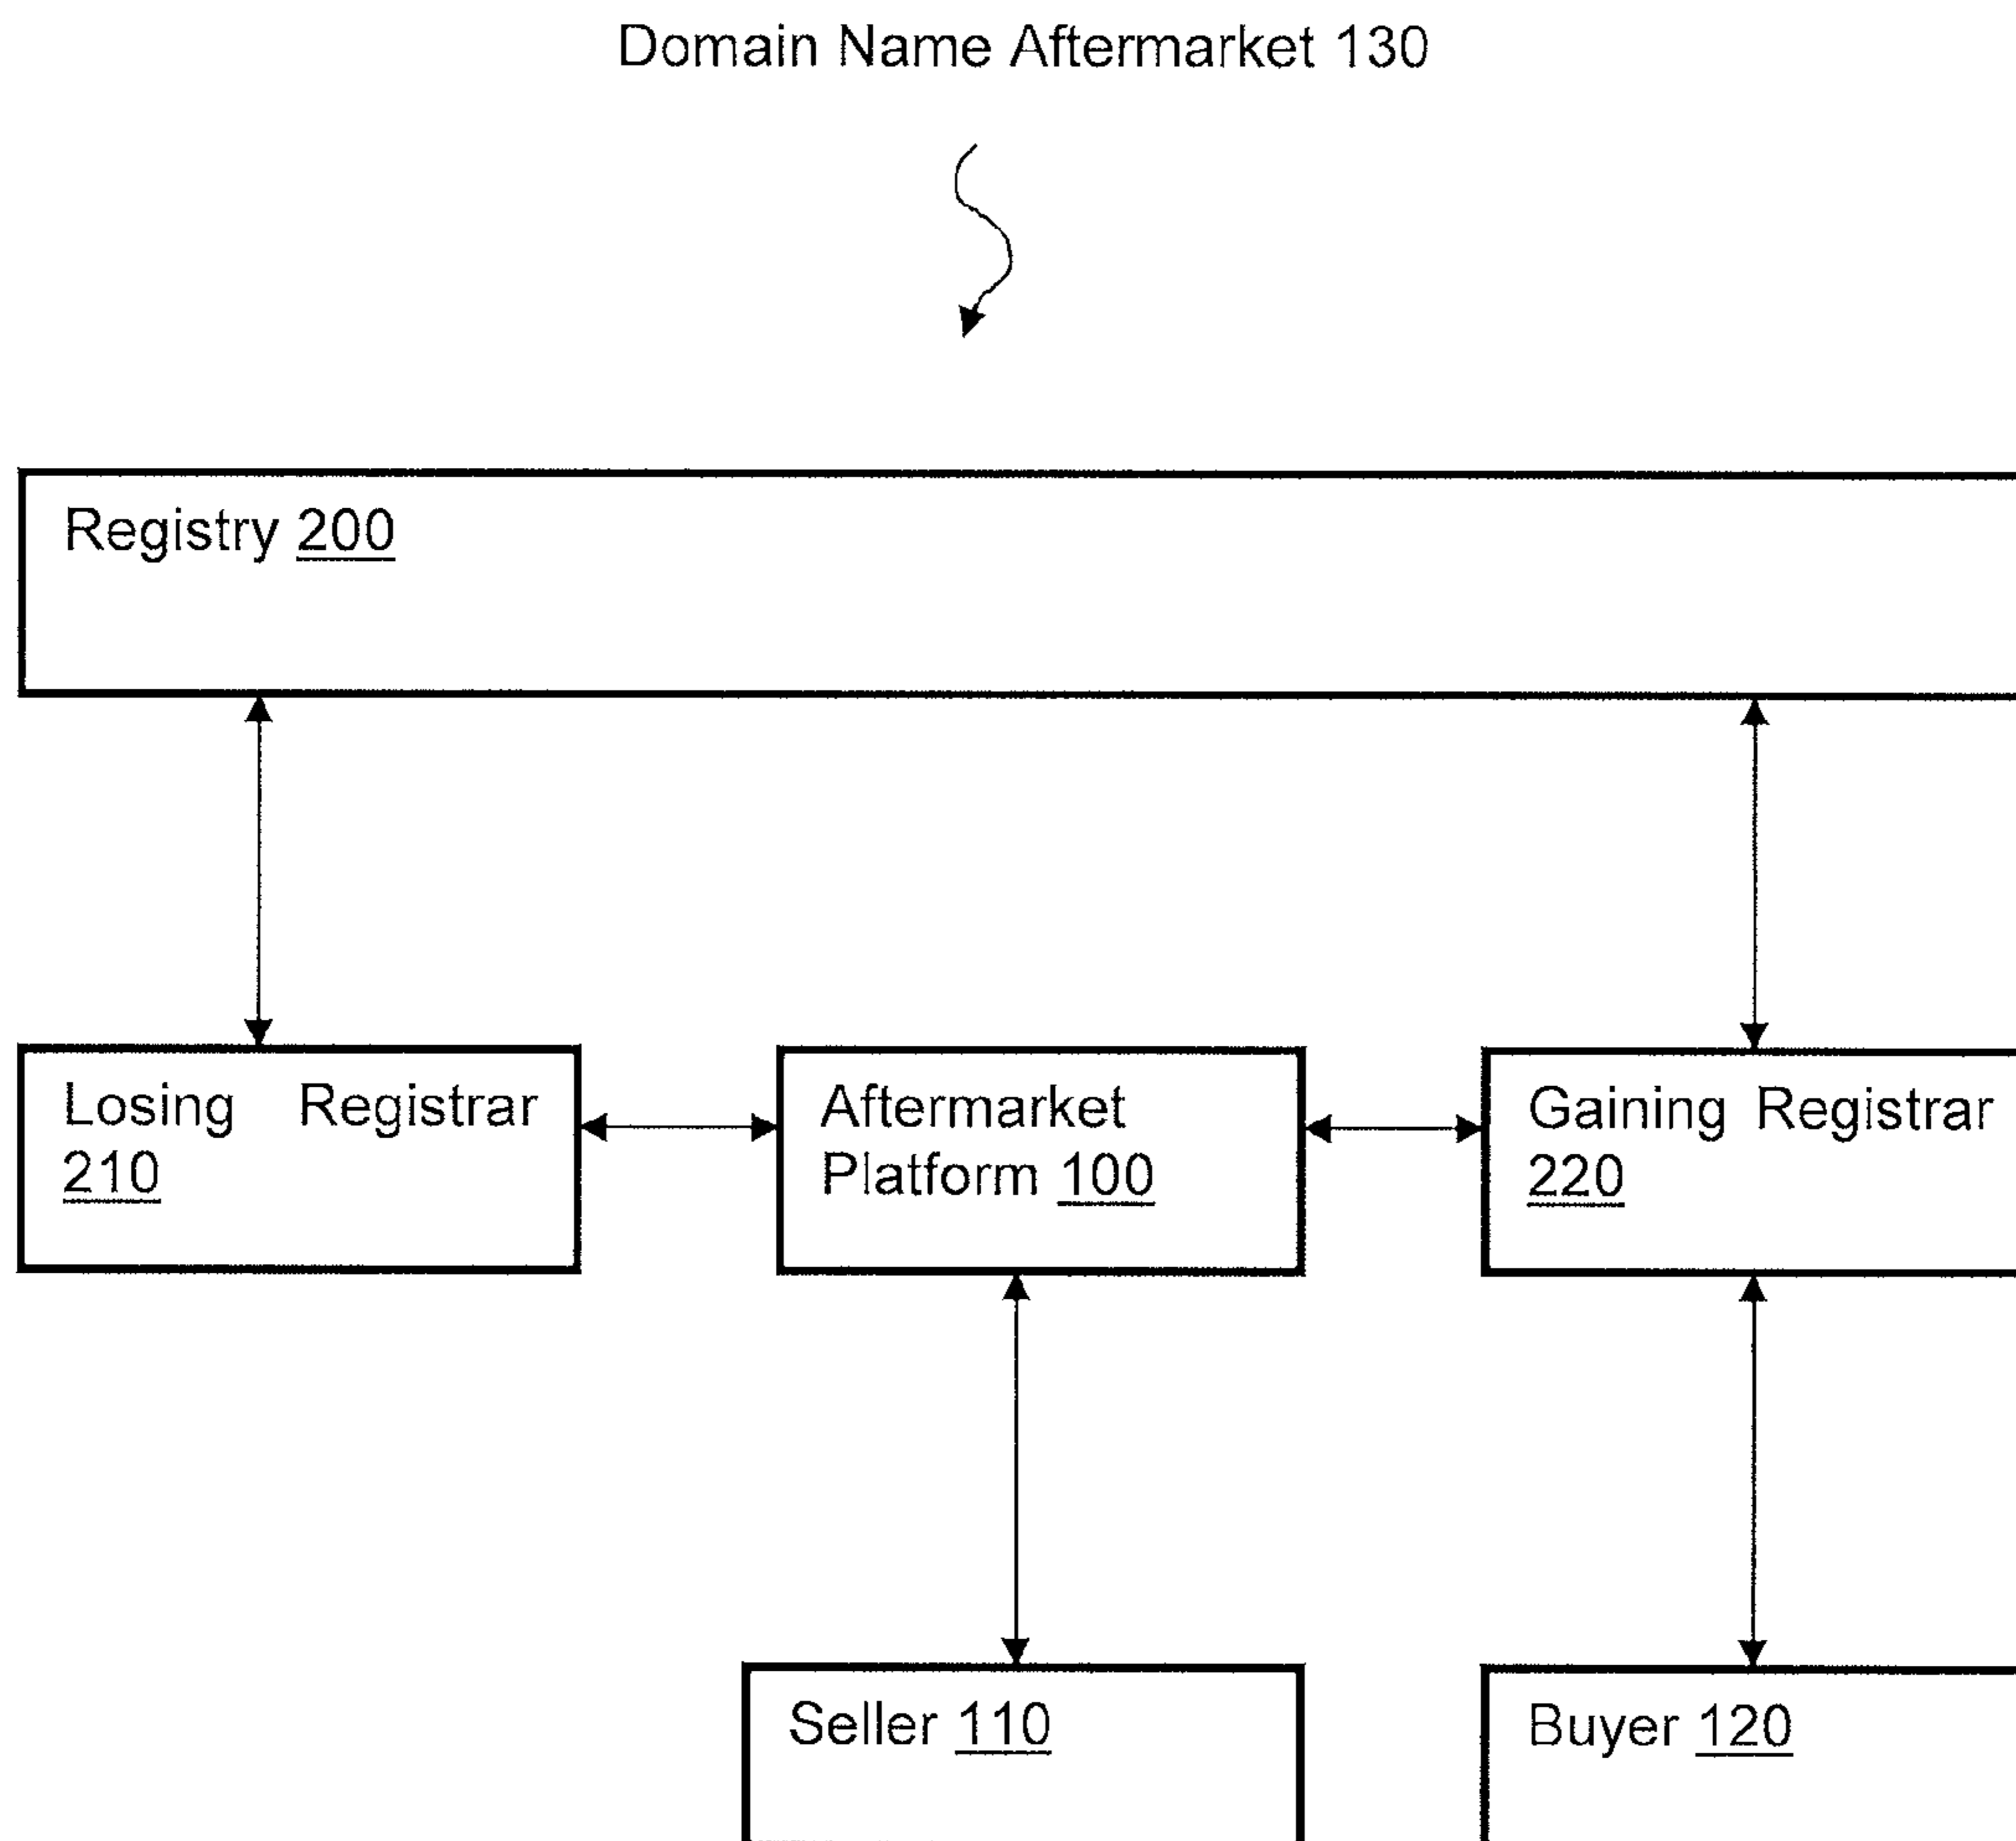 Domain Name Aftermarket 130
Registry 200
Losing Registrar
210
Aftermarket
Platform 100
Gaining Registrar
220
Seller 110
Buyer 120